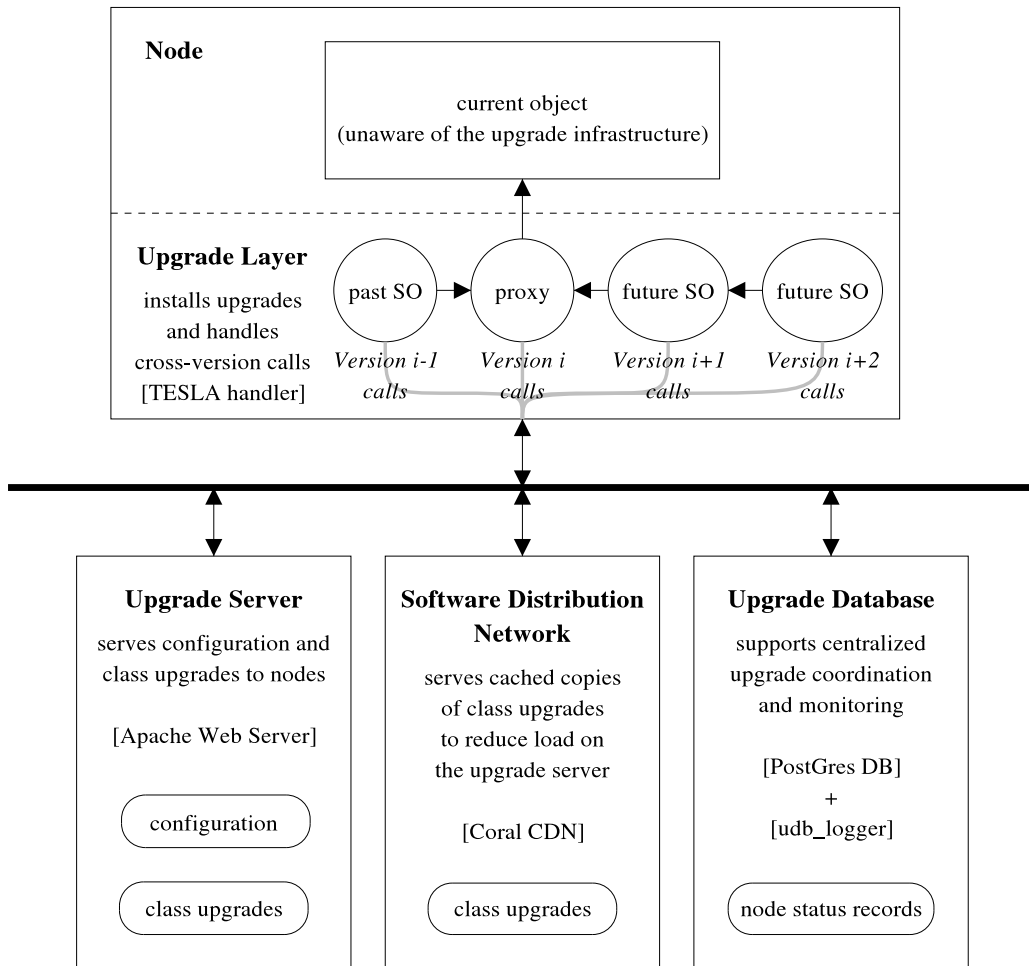 Node
current object
(unaware of the upgrade infrastructure)
Upgrade Layer
installs upgrades
and handles
cross-version calls
[TESLA handler]
past SO
proxy
future SO
future SO
Version i-1
calls
Version i
calls
Version i+1
calls
Version i+2
calls
Upgrade Server
serves configuration and
class upgrades to nodes
[Apache Web Server]
configuration
class upgrades
Software Distribution
Network
serves cached copies
of class upgrades
to reduce load on
the upgrade server
[Coral CDN]
class upgrades
Upgrade Database
supports centralized
upgrade coordination
and monitoring
[PostGres DB]
+
[udb_logger]
node status records